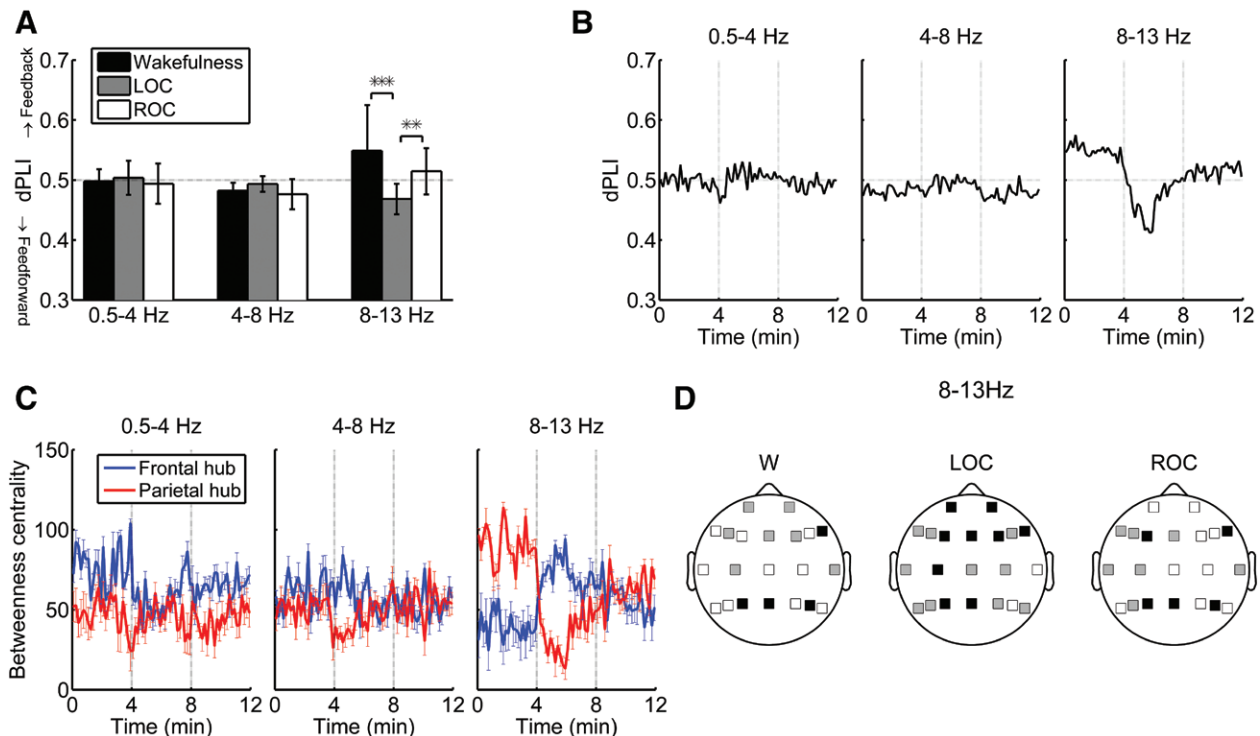 A
Wakefulness
LOC
ROC
*** 
**
0.7
0.6
0.5
0.4
0.3
← Feedforward dPLI → Feedback
0.5-4 Hz 4-8 Hz 8-13 Hz
B
0.5-4 Hz 4-8 Hz 8-13 Hz
0.7
0.6
0.5
0.4
0.3
dPLI
0 4 8 12 0 4 8 12 0 4 8 12
Time (min) Time (min) Time (min)
C
0.5-4 Hz 4-8 Hz 8-13 Hz
Frontal hub
Parietal hub
150
100
50
0
Betweenness centrality
0 4 8 12 0 4 8 12 0 4 8 12
Time (min) Time (min) Time (min)
D
8-13Hz
W LOC ROC